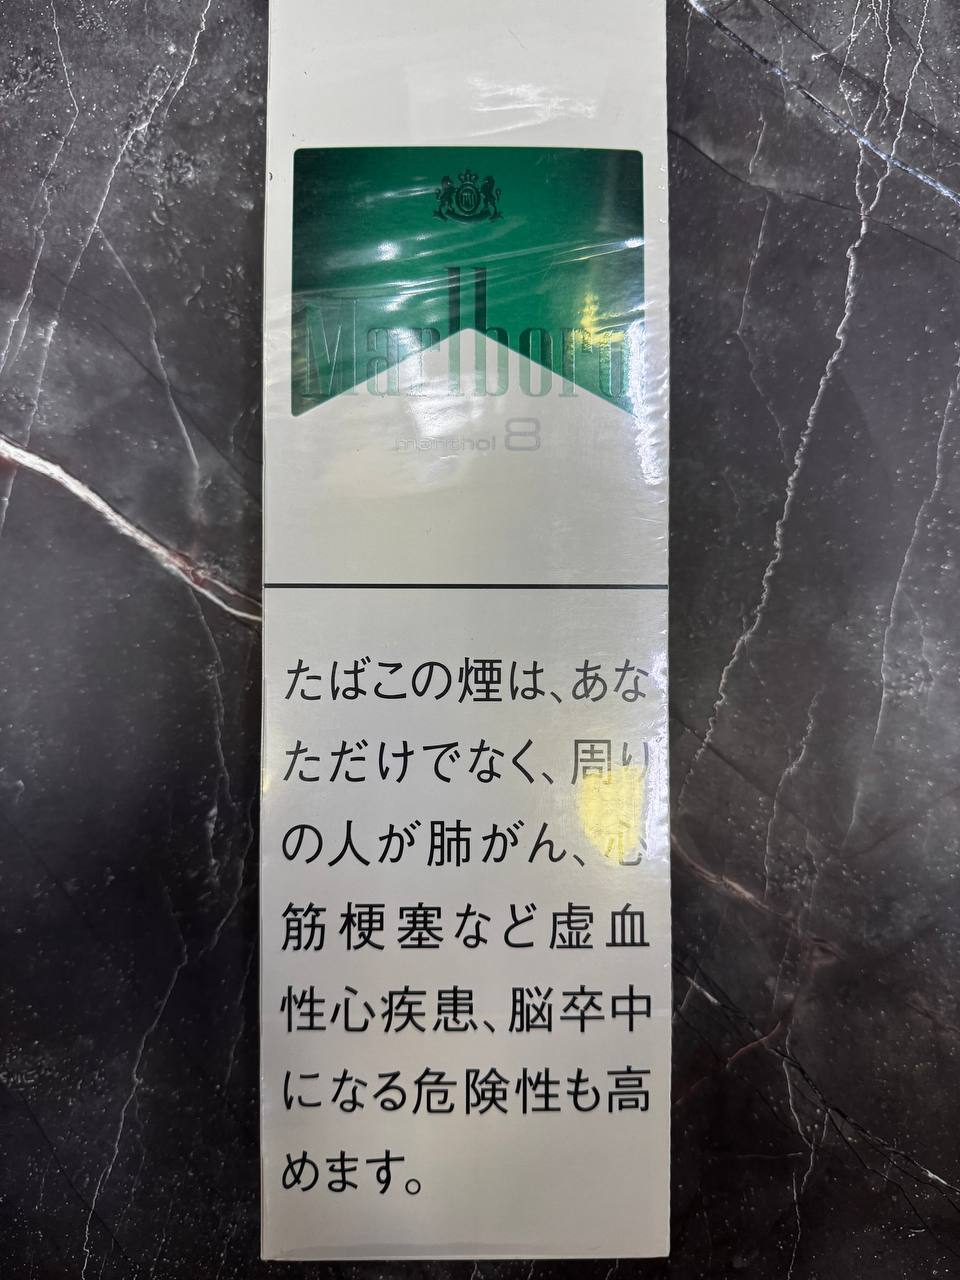 Marlboro
8 lortnem
たばこの煙は、あな
ただけでなく、周り
の人が肺がん、心
筋梗塞など虚血
性心疾患、脳卒中
になる危険性も高
めます。